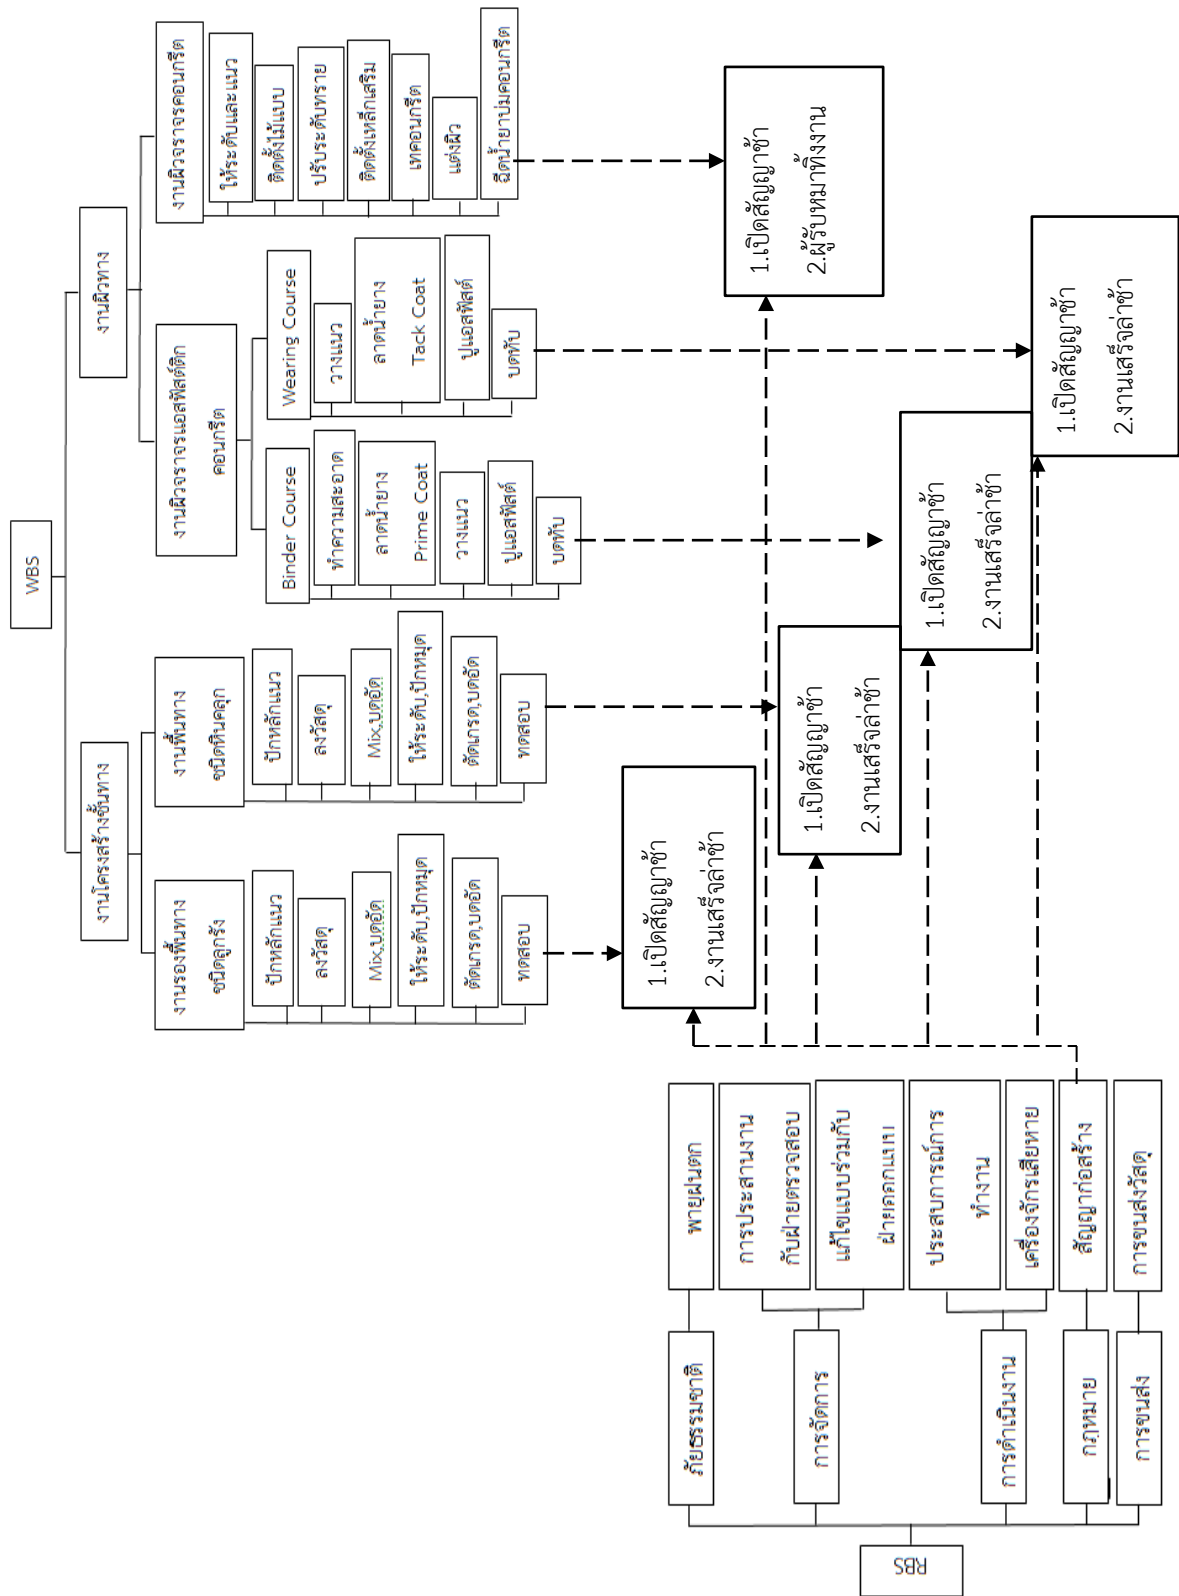 WBS
งานโครงสร้างชั้นทาง
งานผิวทาง
งานรองพื้นทาง
ชนิดลูกรัง
ปักหลักแนว
ลงวัสดุ
Mix,บดอัด
ให้ระดับ,ปักหมุด
ตัดเกรด,บดอัด
ทดสอบ
งานพื้นทาง
ชนิดหินคลุก
ปักหลักแนว
ลงวัสดุ
Mix,บดอัด
ให้ระดับ,ปักหมุด
ตัดเกรด,บดอัด
ทดสอบ
งานผิวจราจรแอสฟัสต์ติก
คอนกรีต
Binder Course
ทำความสะอาด
ลาดน้ำยาง
Prime Coat
วางแนว
ปูแอสฟัสต์
บดทับ
Wearing Course
วางแนว
ลาดน้ำยาง
Tack Coat
ปูแอสฟัสต์
บดทับ
งานผิวจราจรคอนกรีต
ให้ระดับและแนว
ติดตั้งไม้แบบ
ปรับระดับทราย
ติดตั้งเหล็กเสริม
เทคอนกรีต
แต่งผิว
ฉีดน้ำยาบ่มคอนกรีต
RBS
ภัยธรรมชาติ
พายุฝนตก
การจัดการ
การประสานงาน
กับฝ่ายตรวจสอบ
แก้ไขแบบร่วมกับ
ฝ่ายออกแบบ
การดำเนินงาน
ประสบการณ์การ
ทำงาน
เครื่องจักรเสียหาย
กฎหมาย
สัญญาก่อสร้าง
การขนส่ง
การขนส่งวัสดุ
1.เปิดสัญญาช้า
2.งานเสร็จล่าช้า
1.เปิดสัญญาช้า
2.งานเสร็จล่าช้า
1.เปิดสัญญาช้า
2.งานเสร็จล่าช้า
1.เปิดสัญญาช้า
2.งานเสร็จล่าช้า
1.เปิดสัญญาช้า
2.ผู้รับหมาทิ้งงาน